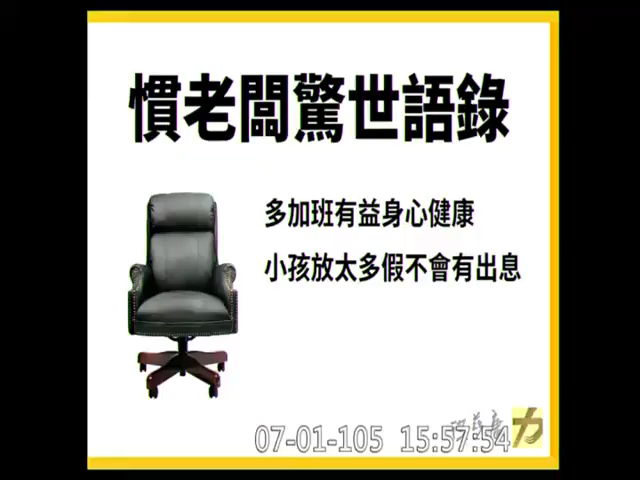 慣老闆驚世語錄
多加班有益身心健康
小孩放太多假不會有出息
07-01-105 15:57:54
力